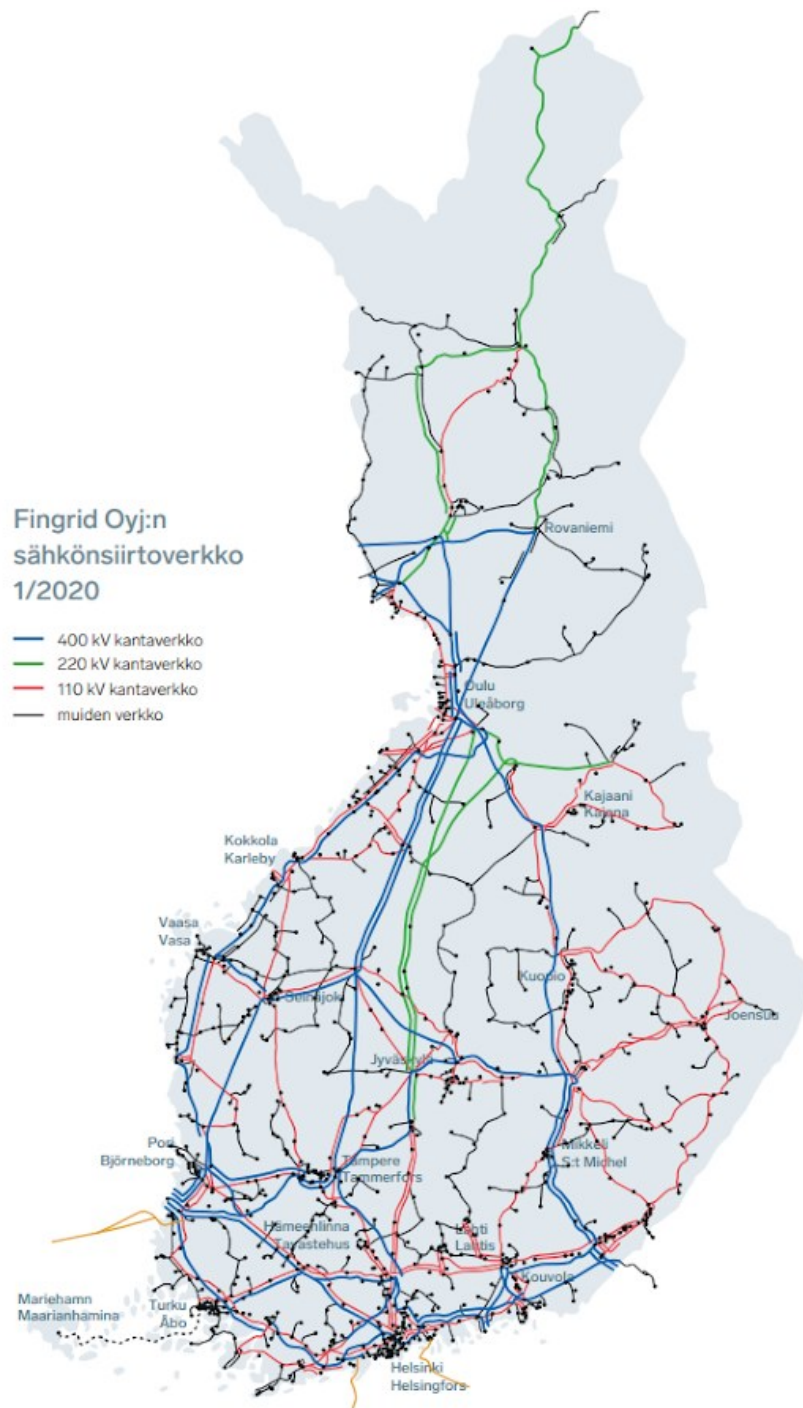 Fingrid Oyj:n
sähkönsiirtoverkko
1/2020
400 kV kantaverkko
220 kV kantaverkko
110 kV kantaverkko
muiden verkko
Rovaniemi
Oulu
Uleåborg
Kajaani
Kajana
Kokkola
Karleby
Vaasa
Vasa
Seinäjoki
Kuopio
Joensuu
Jyväskylä
Pori
Björneborg
Tampere
Tammerfors
Mikkeli
S:t Michel
Hämeenlinna
Tavastehus
Lahti
Lahtis
Kouvola
Mariehamn
Maarianhamina
Turku
Åbo
Helsinki
Helsingfors